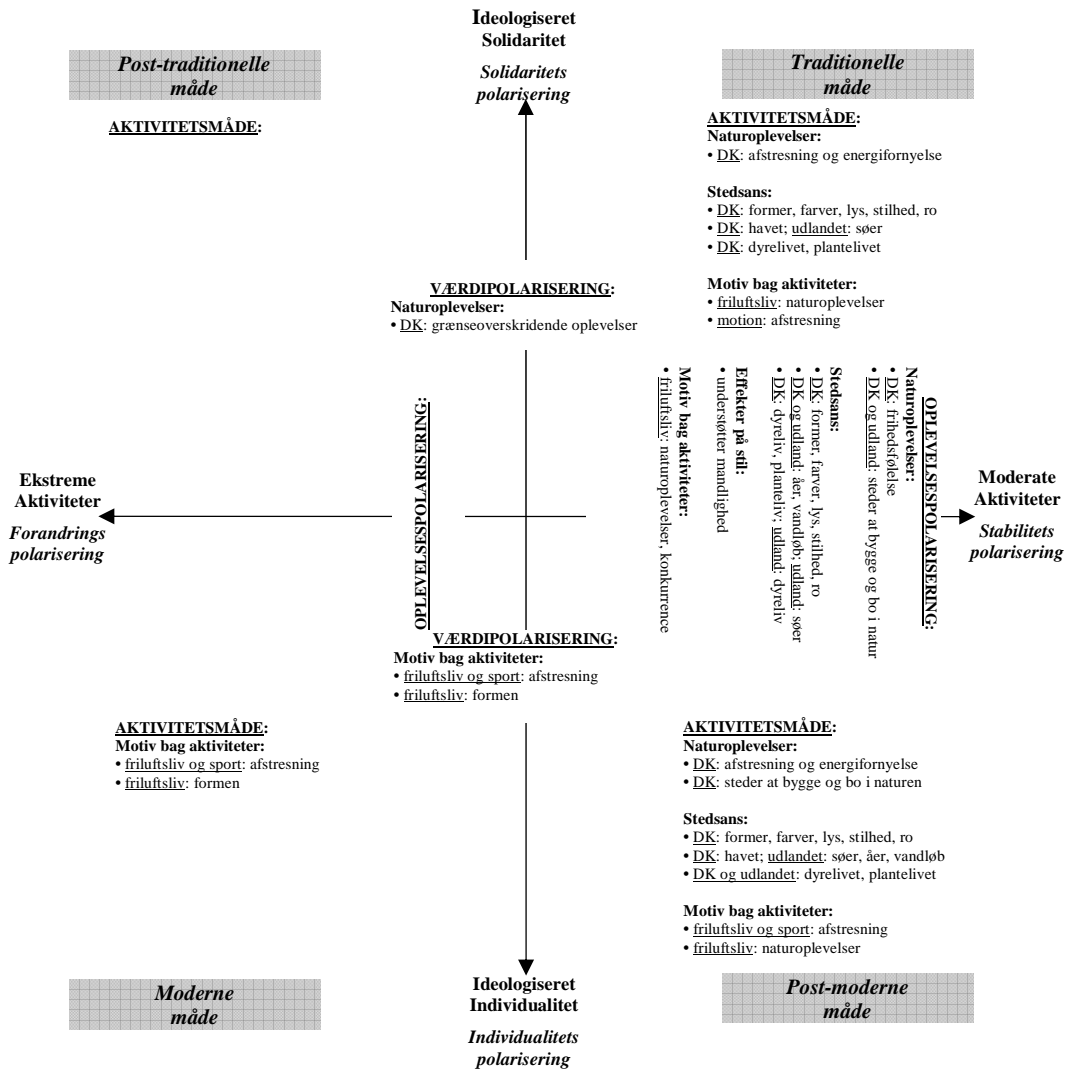 Ideologiseret
Solidaritet
Solidaritets
polarisering
Post-traditionelle
måde
Traditionelle
måde
AKTIVITETSMÅDE:
AKTIVITETSMÅDE:
Naturoplevelser:
• DK: afstresning og energifornyelse
Stedsans:
• DK: former, farver, lys, stilhed, ro
• DK: havet; udlandet: søer
• DK: dyrelivet, plantelivet
Motiv bag aktiviteter:
• friluftsliv: naturoplevelser
• motion: afstresning
VÆRDIPOLARISERING:
Naturoplevelser:
• DK: grænseoverskridende oplevelser
Ekstreme
Aktiviteter
Forandrings
polarisering
OPLEVELSESPOLARISERING:
OPLEVELSESPOLARISERING:
Naturoplevelser:
• DK: frihedsfølelse
• DK og udland: steder at bygge og bo i natur
Stedsans:
• DK: former, farver, lys, stilhed, ro
• DK og udland: åer, vandløb; udland: søer
• DK: dyreliv, planteliv; udland: dyreliv
Effekter på stil:
• understøtter mandlighed
Motiv bag aktiviteter:
• friluftsliv: naturoplevelser, konkurrence
Moderate
Aktiviteter
Stabilitets
polarisering
VÆRDIPOLARISERING:
Motiv bag aktiviteter:
• friluftsliv og sport: afstresning
• friluftsliv: formen
AKTIVITETSMÅDE:
Motiv bag aktiviteter:
• friluftsliv og sport: afstresning
• friluftsliv: formen
AKTIVITETSMÅDE:
Naturoplevelser:
• DK: afstresning og energifornyelse
• DK: steder at bygge og bo i naturen
Stedsans:
• DK: former, farver, lys, stilhed, ro
• DK: havet; udlandet: søer, åer, vandløb
• DK og udlandet: dyrelivet, plantelivet
Motiv bag aktiviteter:
• friluftsliv og sport: afstresning
• friluftsliv: naturoplevelser
Moderne
måde
Ideologiseret
Individualitet
Individualitets
polarisering
Post-moderne
måde